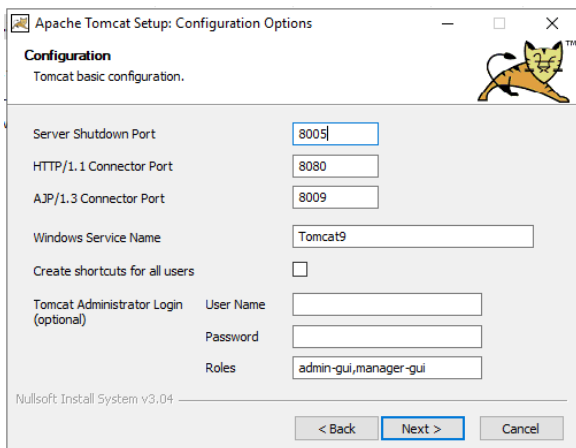 Apache Tomcat Setup: Configuration Options
Configuration
Tomcat basic configuration.
TM
Server Shutdown Port 8005
HTTP/1.1 Connector Port 8080
AJP/1.3 Connector Port 8009
Windows Service Name Tomcat9
Create shortcuts for all users
Tomcat Administrator Login User Name
(optional)
Password
Roles admin-gui,manager-gui
Nullsoft Install System v3.04
< Back Next > Cancel